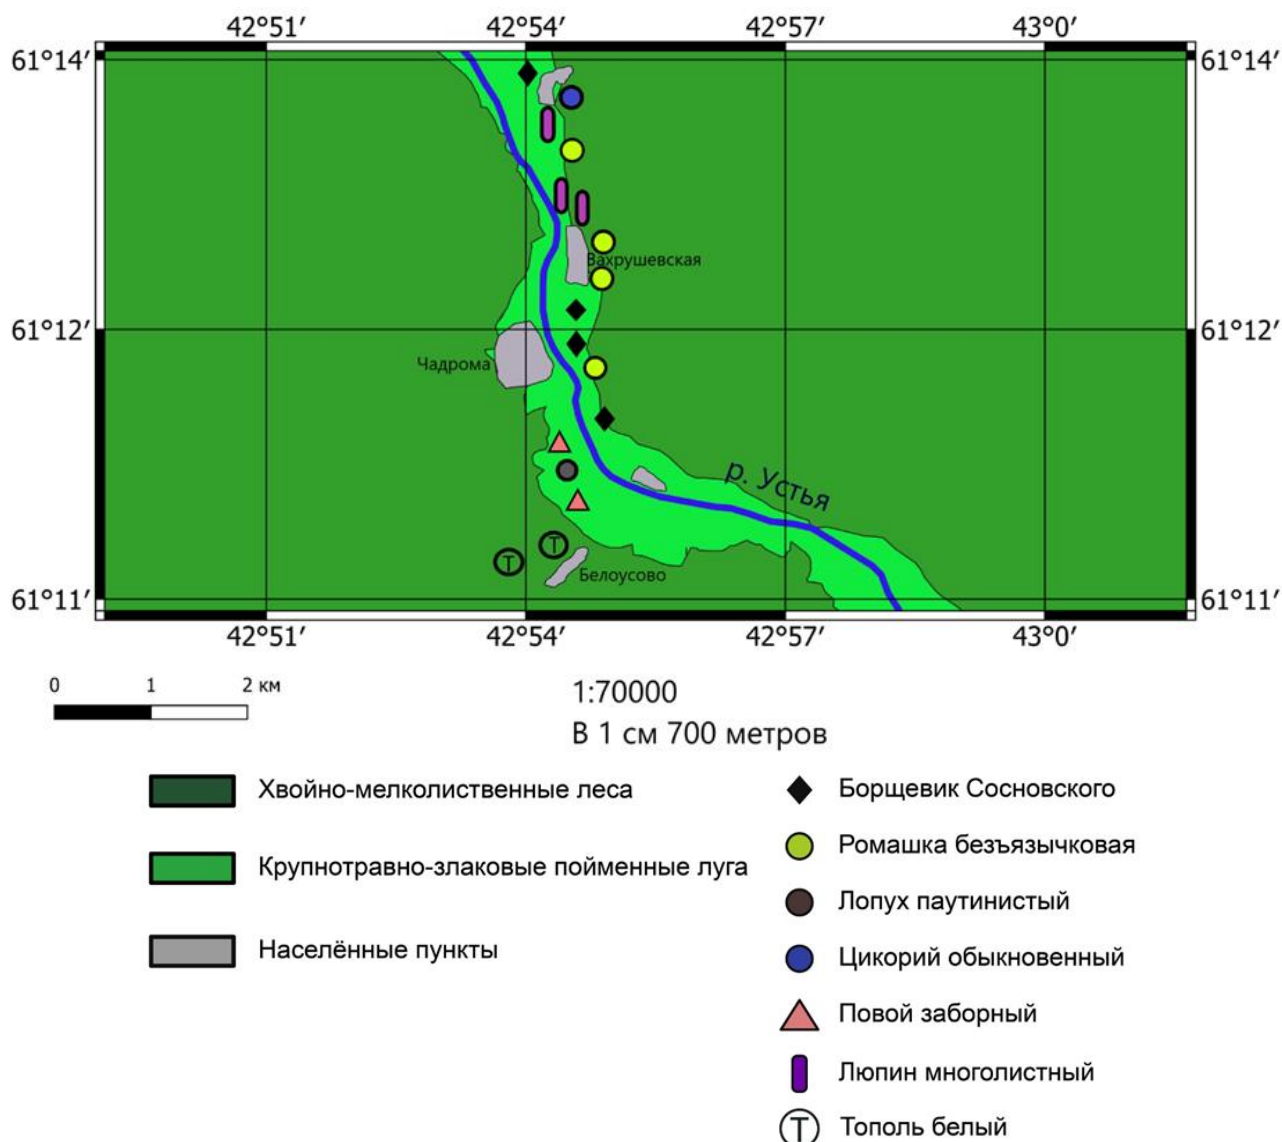 42°51′ 42°54′ 42°57′ 43°0′
61°14′ 61°14′
Вахрушевская
61°12′ 61°12′
Чадрома
р. Устья
Т Т
Белоусово
61°11′ 61°11′
42°51′ 42°54′ 42°57′ 43°0′
0 1 2 км
1:70000
В 1 см 700 метров
Хвойно-мелколиственные леса
Крупнотравно-злаковые пойменные луга
Населённые пункты
Борщевик Сосновского
Ромашка безъязычковая
Лопух паутинистый
Цикорий обыкновенный
Повой заборный
Люпин многолистный
Т Тополь белый